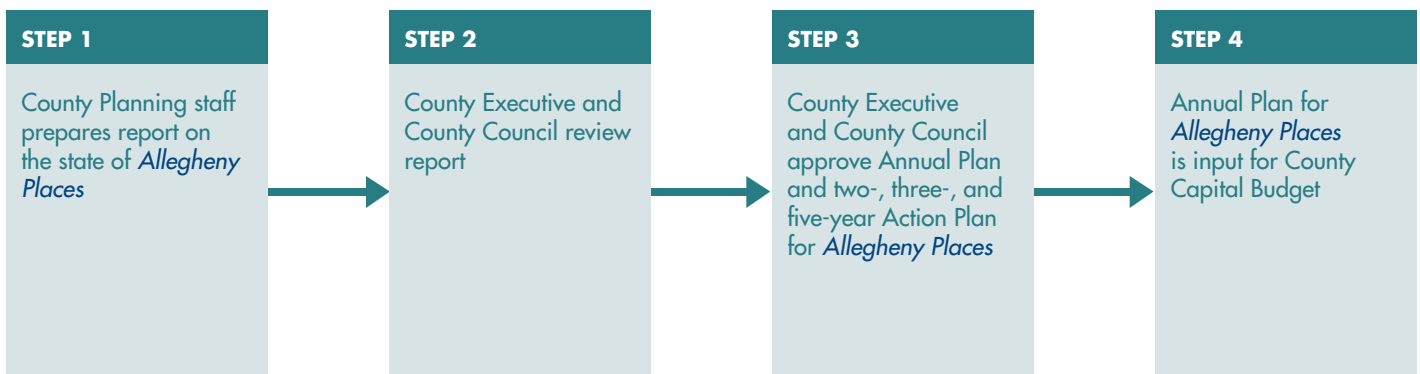 STEP 1
County Planning staff
prepares report on
the state of Allegheny
Places
STEP 2
County Executive and
County Council review
report
STEP 3
County Executive
and County Council
approve Annual Plan
and two-, three-, and
five-year Action Plan
for Allegheny Places
STEP 4
Annual Plan for
Allegheny Places
is input for County
Capital Budget